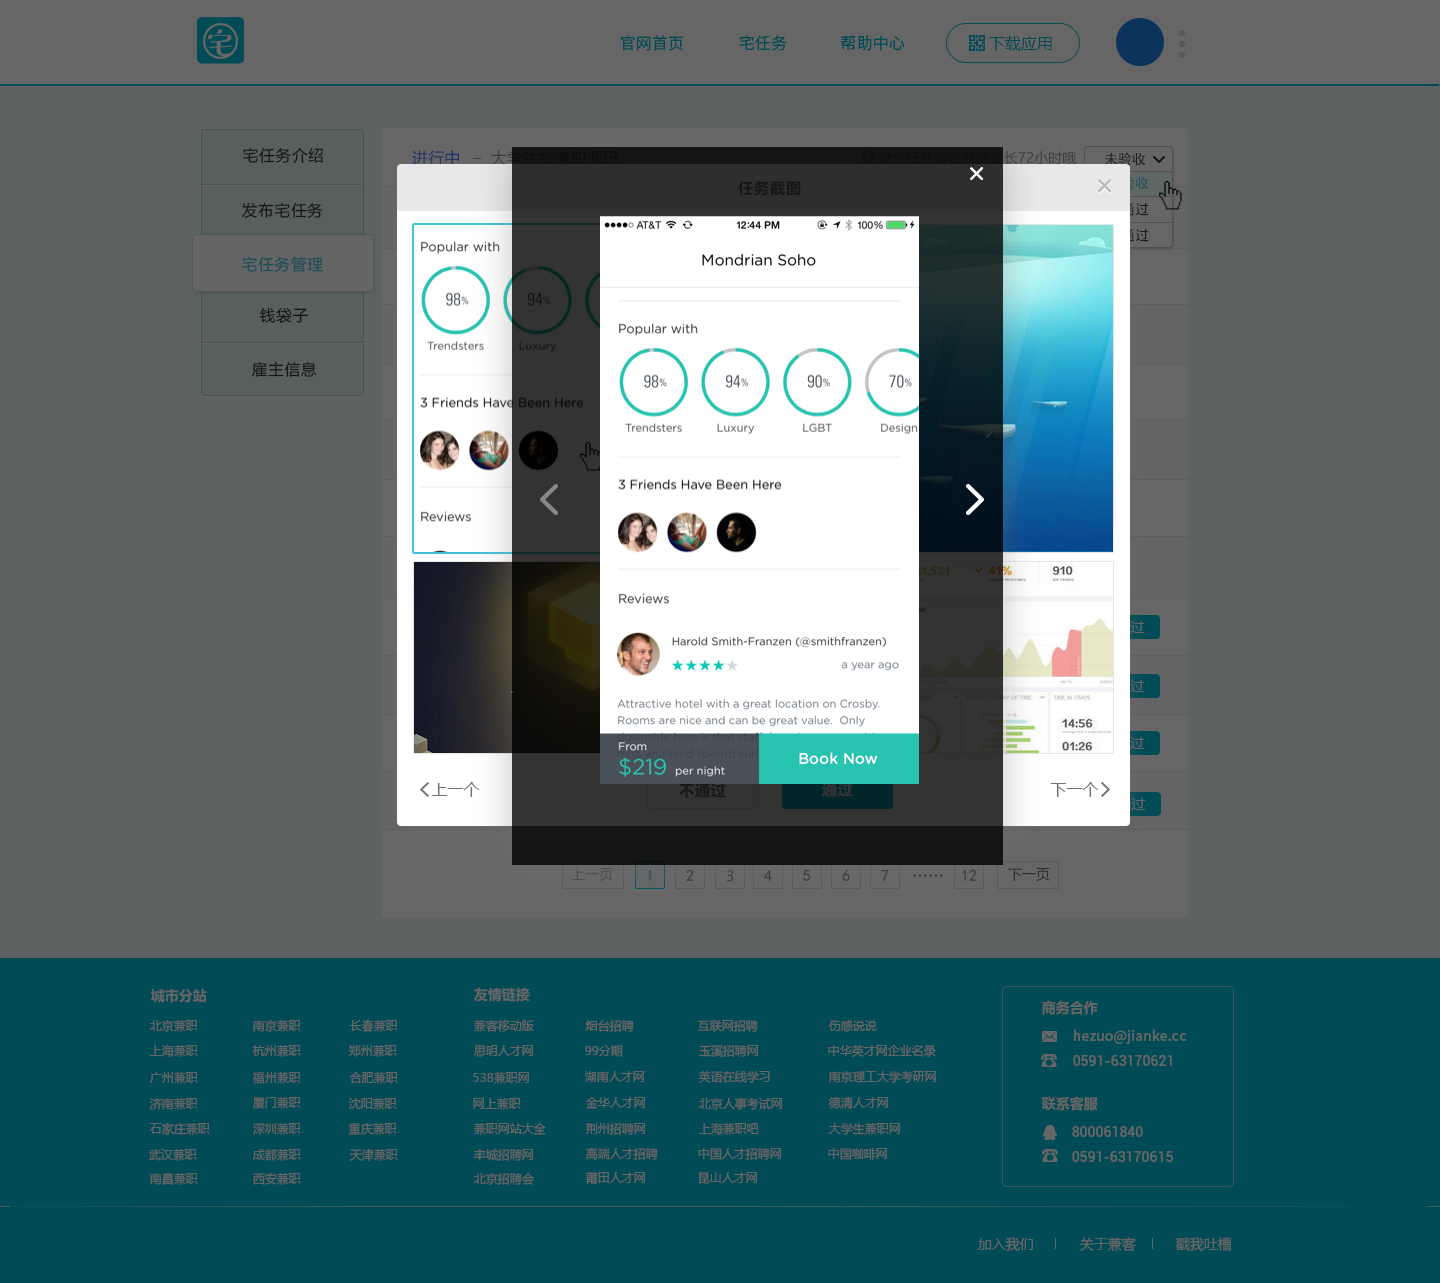 宅
官网首页
宅任务
帮助中心
下载应用
宅任务介绍
发布宅任务
宅任务管理
钱袋子
雇主信息
进行中 – 大学生找兼职调研
长72小时哦
未验收
验收
通过
通过
任务截图
Popular with
98%
94%
Trendsters
Luxury
3 Friends Have Been Here
Reviews
AT&T
12:44 PM
100%
Mondrian Soho
Popular with
98%
94%
90%
70%
Trendsters
Luxury
LGBT
Design
3 Friends Have Been Here
Reviews
Harold Smith-Franzen (@smithfranzen)
a year ago
Attractive hotel with a great location on Crosby.
Rooms are nice and can be great value. Only
From
$219 per night
Book Now
41%
910
14:56
01:26
过
过
过
过
上一个
不通过
通过
下一个
上一页
1
2
3
4
5
6
7
······
12
下一页
城市分站
北京兼职 南京兼职 长春兼职
上海兼职 杭州兼职 郑州兼职
广州兼职 福州兼职 合肥兼职
济南兼职 厦门兼职 沈阳兼职
石家庄兼职 深圳兼职 重庆兼职
武汉兼职 成都兼职 天津兼职
南昌兼职 西安兼职
友情链接
兼客移动版 烟台招聘 互联网招聘 伤感说说
思明人才网 99分期 玉溪招聘网 中华英才网企业名录
538兼职网 湖南人才网 英语在线学习 南京理工大学考研网
网上兼职 金华人才网 北京人事考试网 德清人才网
兼职网站大全 荆州招聘网 上海兼职吧 大学生兼职网
丰城招聘网 高端人才招聘 中国人才招聘网 中国咖啡网
北京招聘会 莆田人才网 昆山人才网
商务合作
hezuo@jianke.cc
0591-63170621
联系客服
800061840
0591-63170615
加入我们
关于兼客
戳我吐槽